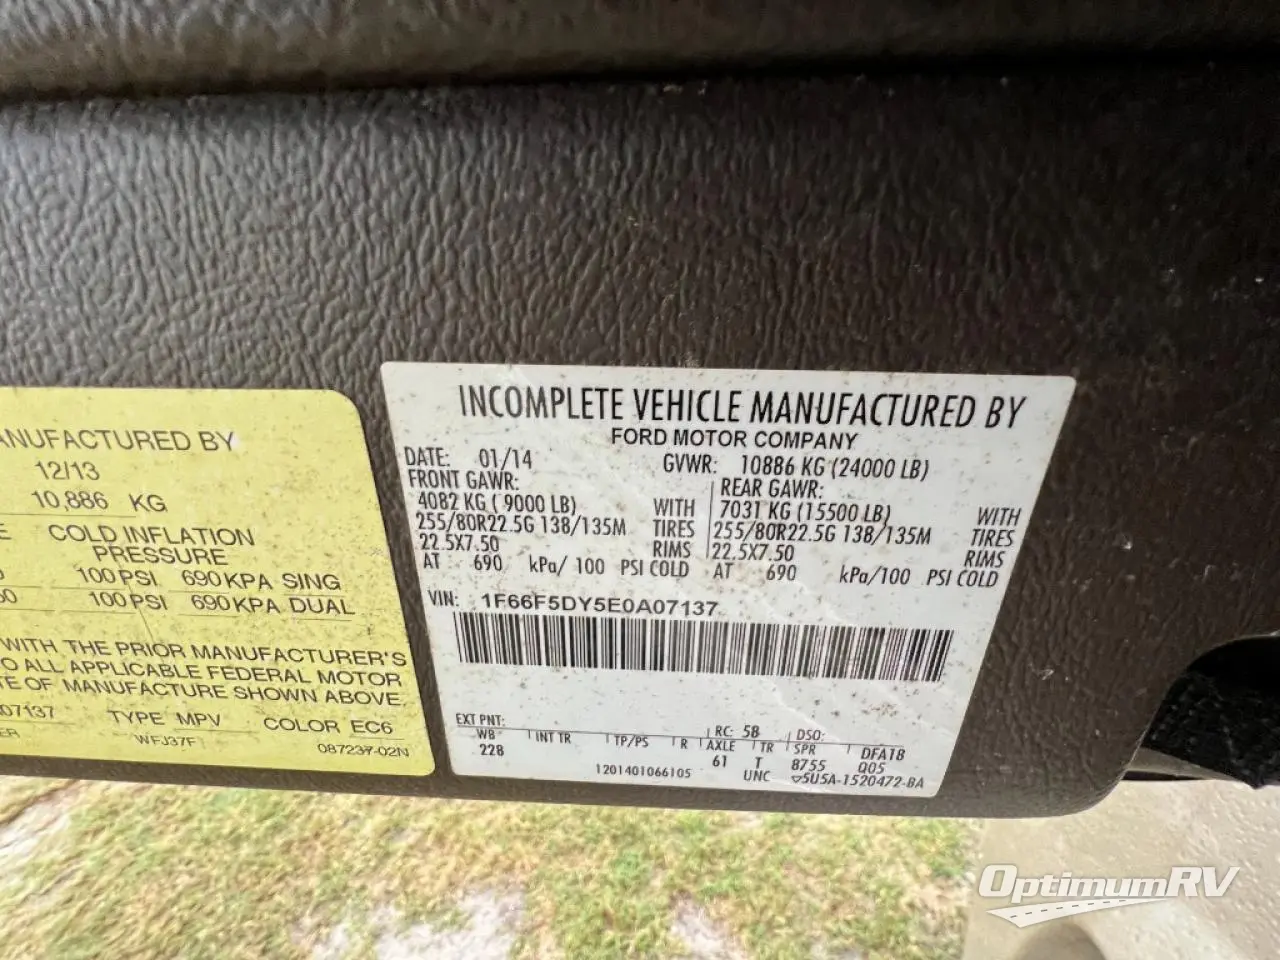 ANUFACTURED BY
12/13
10,886 KG
COLD INFLATION
PRESSURE
100 PSI 690 KPA SING
100 PSI 690 KPA DUAL
WITH THE PRIOR MANUFACTURER'S
O ALL APPLICABLE FEDERAL MOTOR
TE OF MANUFACTURE SHOWN ABOVE.
07137 TYPE MPV COLOR EC6
ER WFJ37F 087237-02N
INCOMPLETE VEHICLE MANUFACTURED BY
FORD MOTOR COMPANY
DATE: 01/14 GVWR: 10886 KG (24000 LB)
FRONT GAWR: REAR GAWR:
4082 KG ( 9000 LB) WITH 7031 KG (15500 LB) WITH
255/80R22.5G 138/135M TIRES 255/80R22.5G 138/135M TIRES
22.5X7.50 RIMS 22.5X7.50 RIMS
AT 690 kPa/ 100 PSI COLD AT 690 kPa/100 PSI COLD
VIN: 1F66F5DY5E0A07137
EXT PNT: RC: 5B DSO:
WB INT TR TP/PS R AXLE TR SPR DFA18
228 61 T 8755 Q05
1201401066105 UNC 5U5A-1520472-BA
OptimumRV